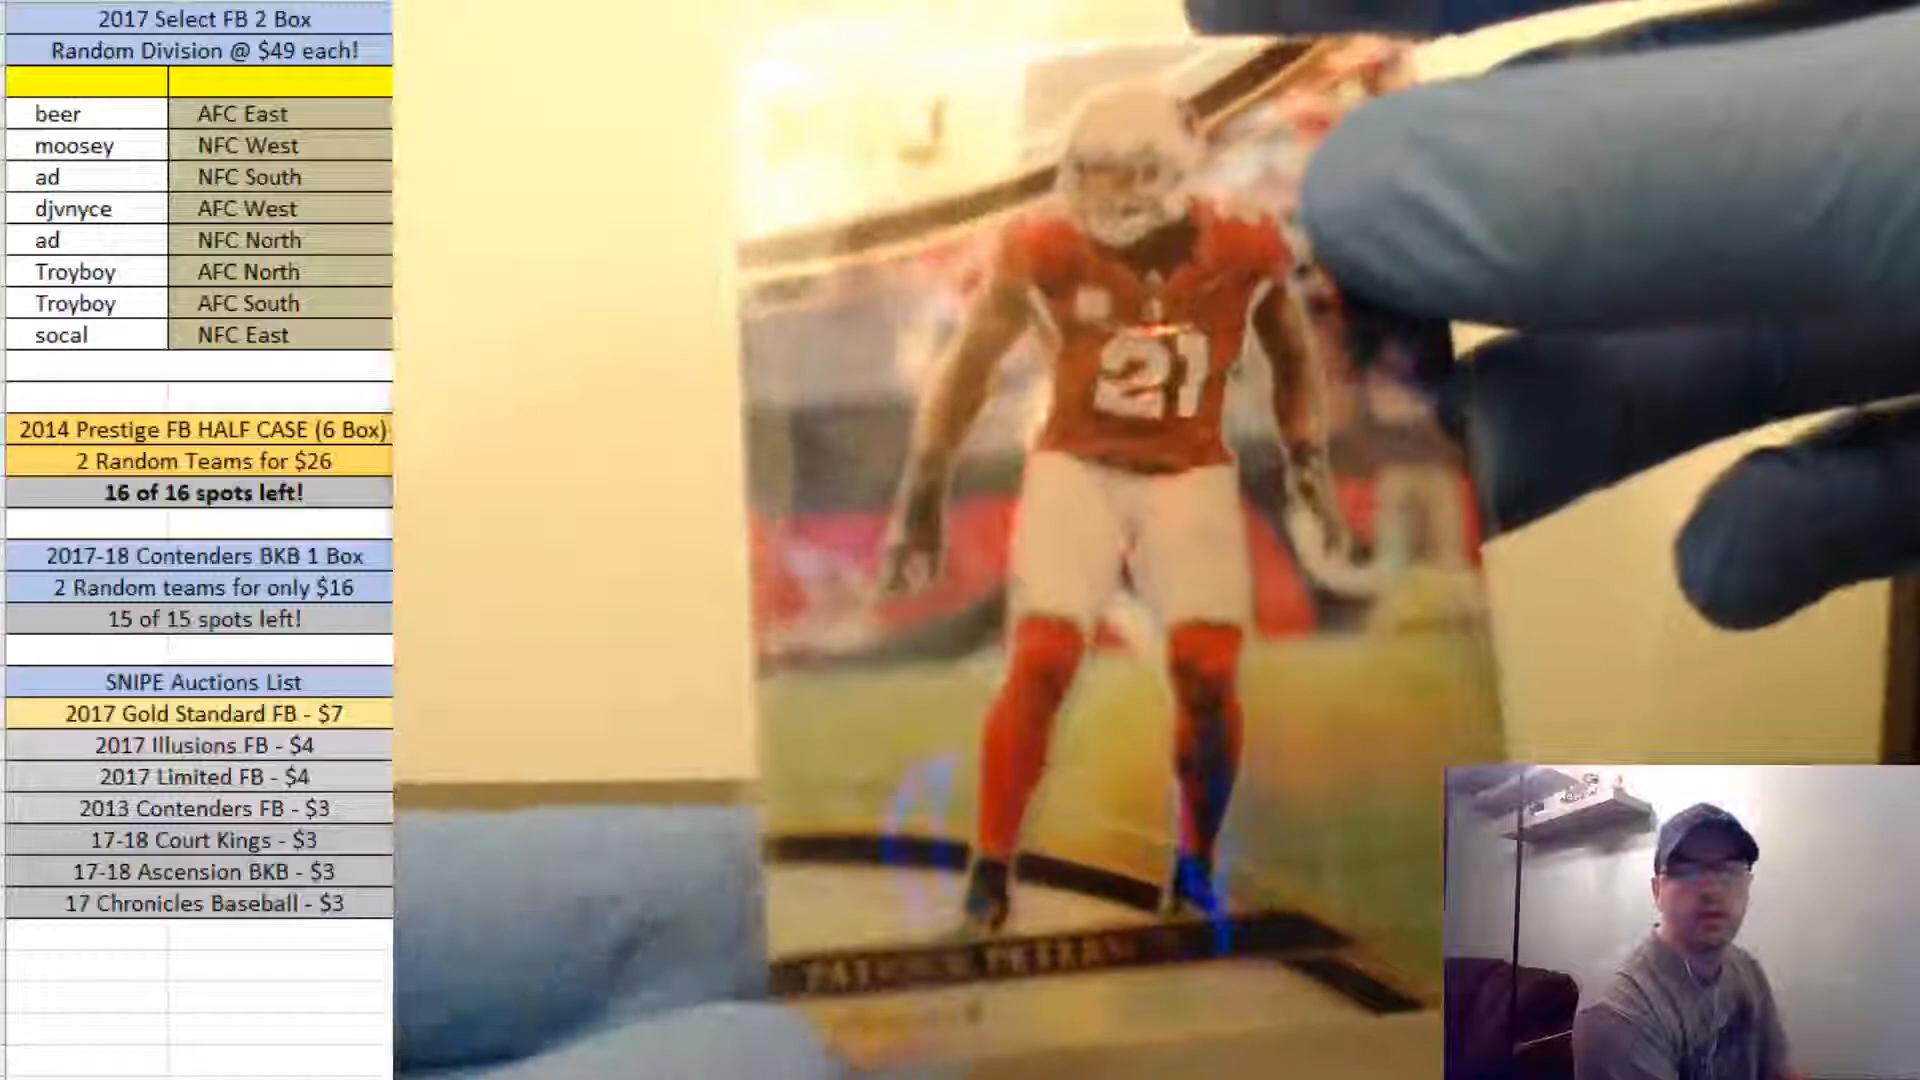 2017 Select FB 2 Box
Random Division @ $49 each!
beer AFC East
moosey NFC West
ad NFC South
djvnyce AFC West
ad NFC North
Troyboy AFC North
Troyboy AFC South
socal NFC East
2014 Prestige FB HALF CASE (6 Box)
2 Random Teams for $26
16 of 16 spots left!
2017-18 Contenders BKB 1 Box
2 Random teams for only $16
15 of 15 spots left!
SNIPE Auctions List
2017 Gold Standard FB - $7
2017 Illusions FB - $4
2017 Limited FB - $4
2013 Contenders FB - $3
17-18 Court Kings - $3
17-18 Ascension BKB - $3
17 Chronicles Baseball - $3
21
PATRICK PETERSON